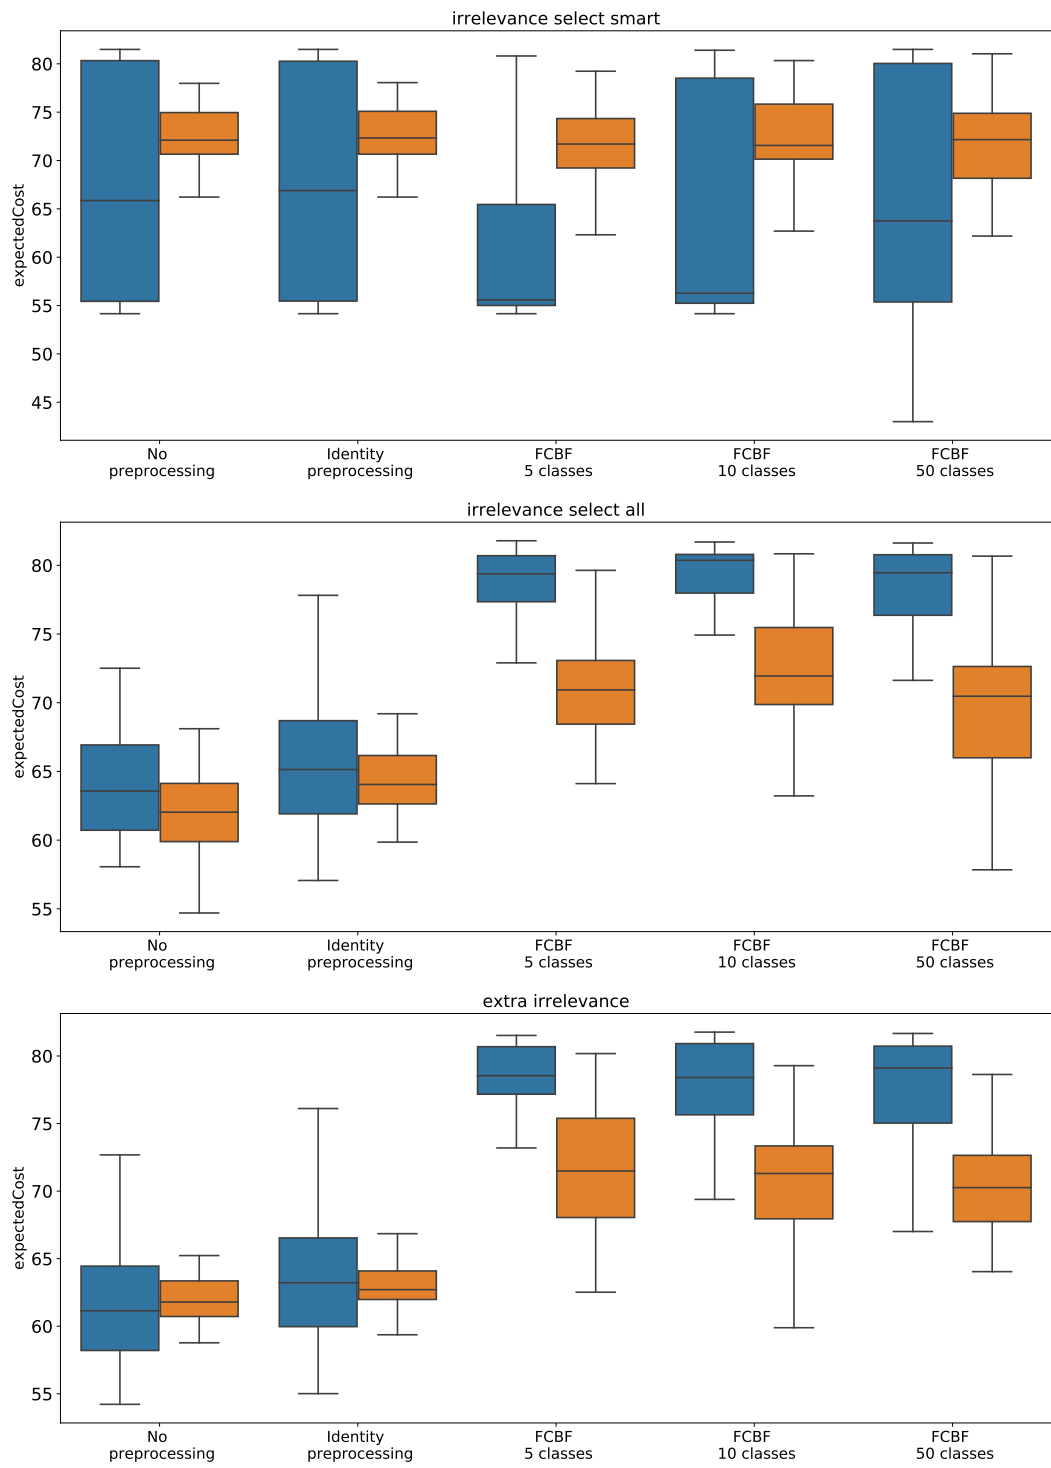 irrelevance select smart
expectedCost
80
75
70
65
60
55
50
45
No preprocessing
Identity preprocessing
FCBF 5 classes
FCBF 10 classes
FCBF 50 classes
irrelevance select all
expectedCost
80
75
70
65
60
55
No preprocessing
Identity preprocessing
FCBF 5 classes
FCBF 10 classes
FCBF 50 classes
extra irrelevance
expectedCost
80
75
70
65
60
55
No preprocessing
Identity preprocessing
FCBF 5 classes
FCBF 10 classes
FCBF 50 classes